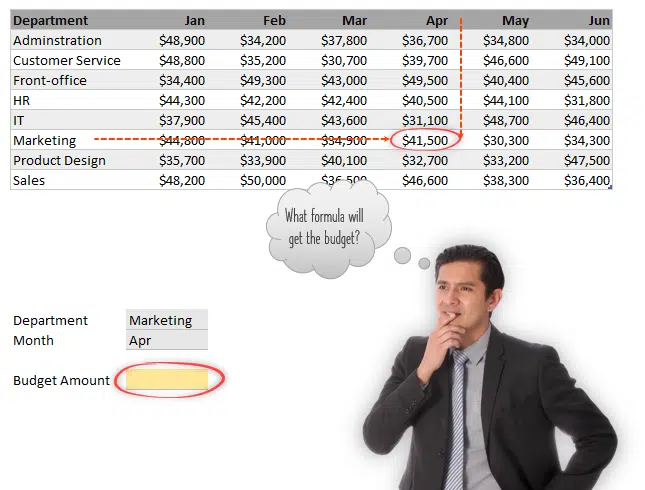 Department Jan Feb Mar Apr May Jun
Adminstration $48,900 $34,200 $37,800 $36,700 $34,800 $34,000
Customer Service $48,800 $35,200 $30,700 $39,700 $46,600 $49,100
Front-office $34,400 $49,300 $43,000 $49,500 $40,400 $45,600
HR $44,300 $42,200 $42,400 $40,500 $44,100 $31,800
IT $37,900 $45,400 $43,600 $31,100 $48,700 $46,400
Marketing $44,800 $41,000 $34,900 $41,500 $30,300 $34,300
Product Design $35,700 $33,900 $40,100 $32,700 $33,200 $47,500
Sales $48,200 $50,000 $36,500 $46,600 $38,300 $36,400
What formula will
get the budget?
Department Marketing
Month Apr
Budget Amount